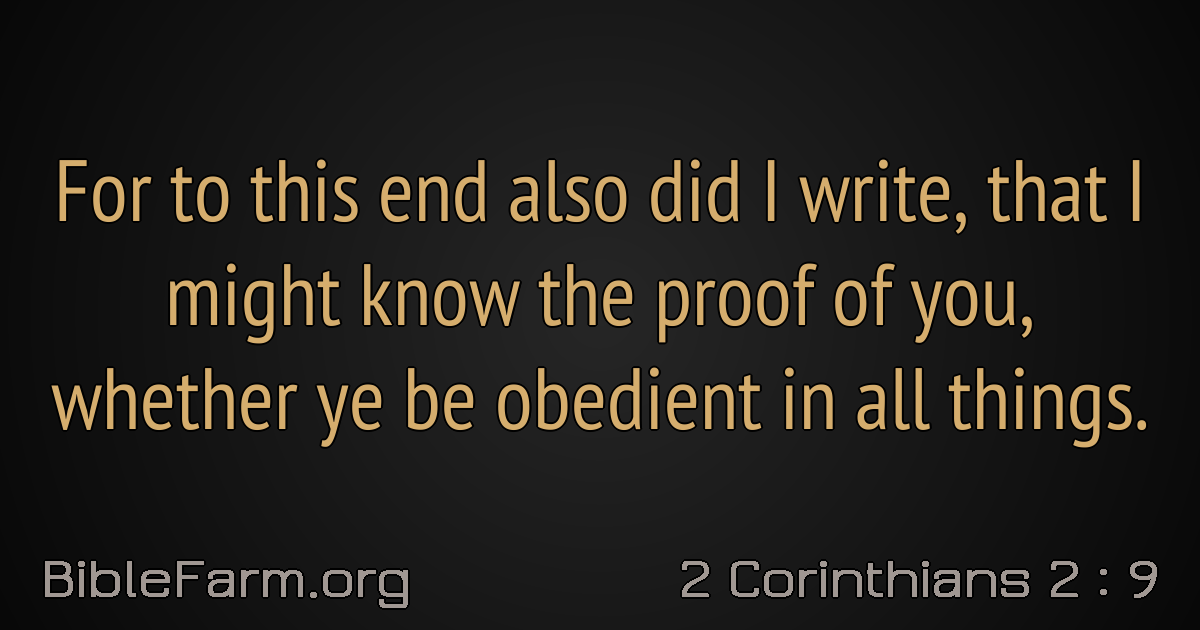 For to this end also did I write, that I
might know the proof of you,
whether ye be obedient in all things.
BibleFarm.org
2 Corinthians 2 : 9